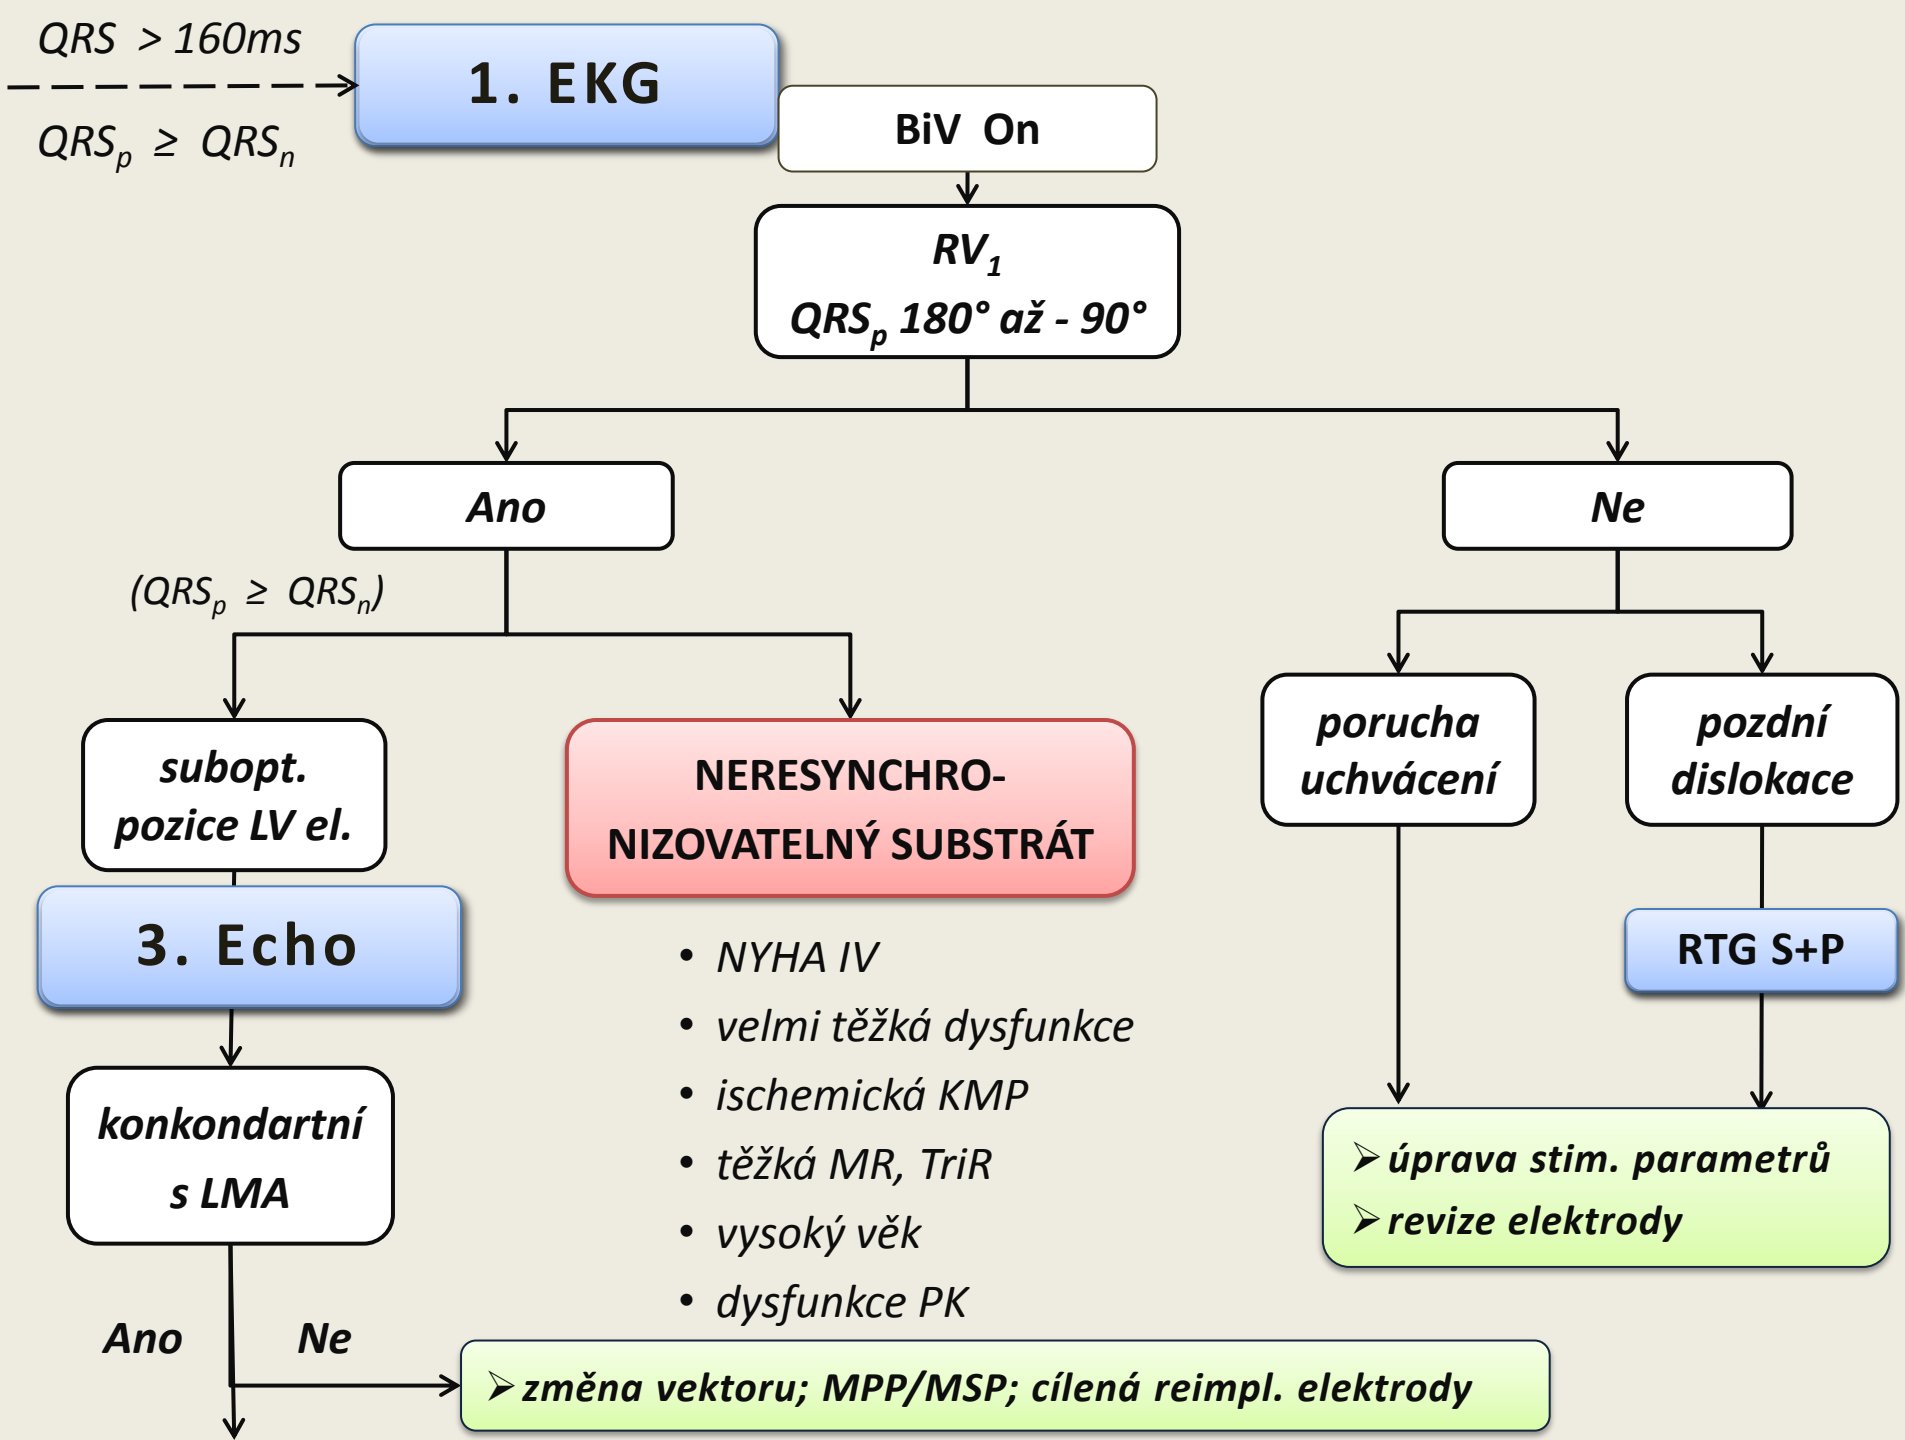 QRS > 160ms
QRSp ≥ QRSn
1. EKG
BiV On
RV1
QRSp 180° až - 90°
Ano
Ne
(QRSp ≥ QRSn)
subopt.
pozice LV el.
NERESYNCHRO-
NIZOVATELNÝ SUBSTRÁT
porucha
uchvácení
pozdní
dislokace
3. Echo
RTG S+P
• NYHA IV
• velmi těžká dysfunkce
• ischemická KMP
• těžká MR, TriR
• vysoký věk
• dysfunkce PK
konkondartní
s LMA
➢ úprava stim. parametrů
➢ revize elektrody
Ano
Ne
➢ změna vektoru; MPP/MSP; cílená reimpl. elektrody